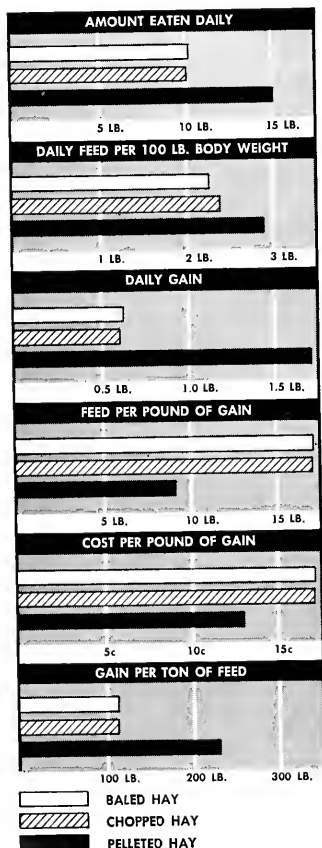 AMOUNT EATEN DAILY
5 LB. 10 LB. 15 LB.
DAILY FEED PER 100 LB. BODY WEIGHT
1 LB. 2 LB. 3 LB.
DAILY GAIN
0.5 LB. 1.0 LB. 1.5 LB.
FEED PER POUND OF GAIN
5 LB. 10 LB. 15 LB.
COST PER POUND OF GAIN
5c 10c 15c
GAIN PER TON OF FEED
100 LB. 200 LB. 300 LB.
BALED HAY
CHOPPED HAY
PELLETED HAY